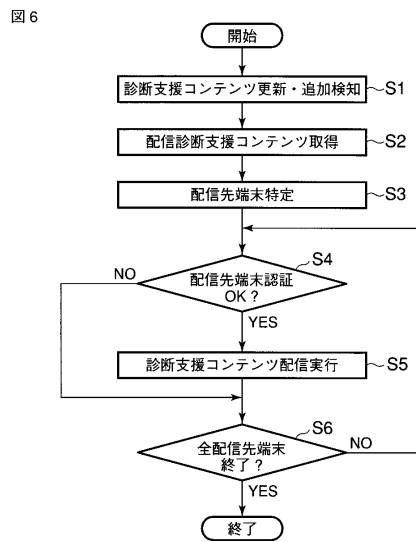 図6
開始
診断支援コンテンツ更新・追加検知
S1
配信診断支援コンテンツ取得
S2
配信先端末特定
S3
S4
配信先端末認証
OK?
NO
YES
診断支援コンテンツ配信実行
S5
S6
全配信先端末
終了?
NO
YES
終了